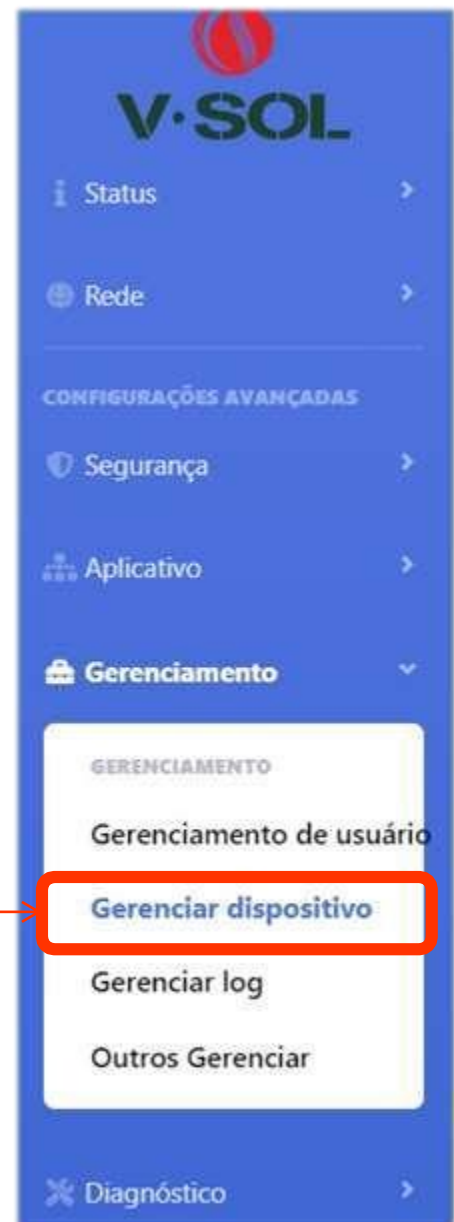 V·SOL
Status
Rede
CONFIGURAÇÕES AVANÇADAS
Segurança
Aplicativo
Gerenciamento
GERENCIAMENTO
Gerenciamento de usuário
Gerenciar dispositivo
Gerenciar log
Outros Gerenciar
Diagnóstico